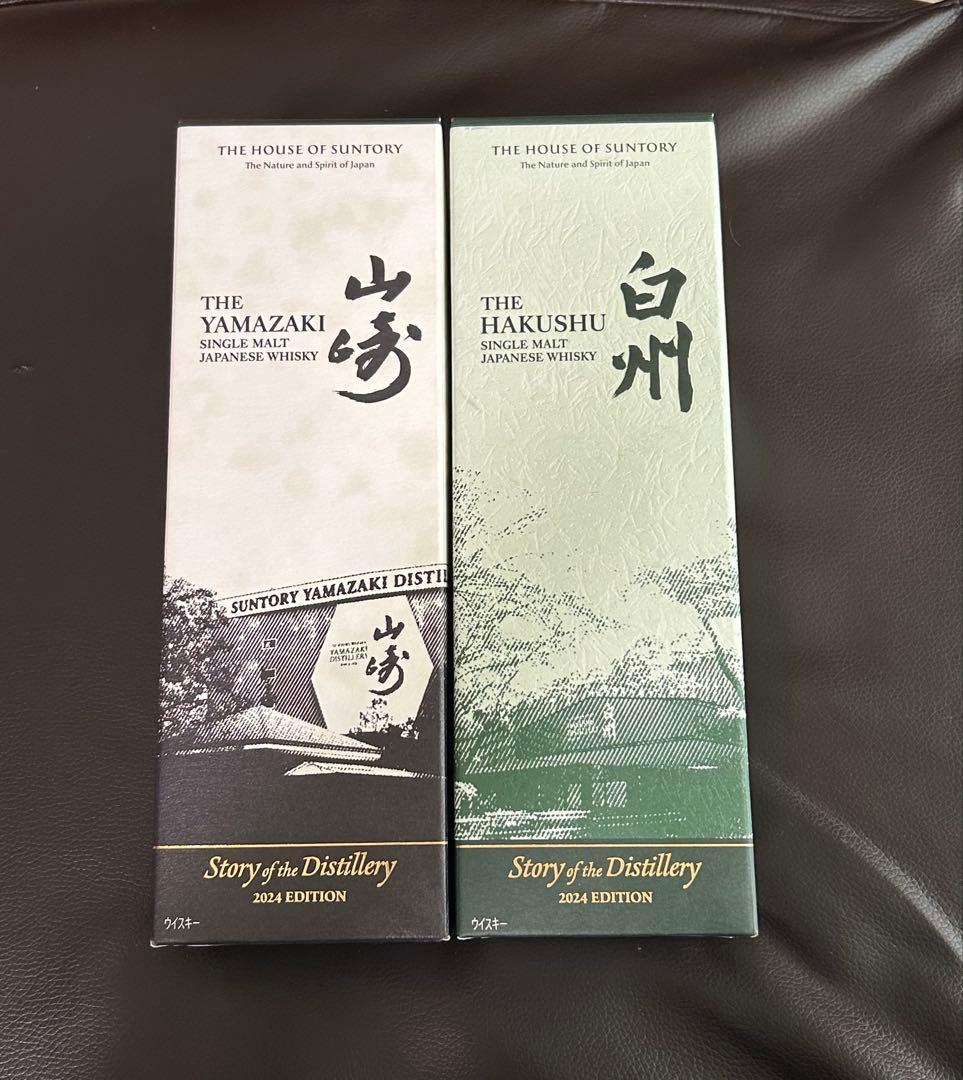 THE HOUSE OF SUNTORY
The Nature and Spirit of Japan
山崎
THE
YAMAZAKI
SINGLE MALT
JAPANESE WHISKY
SUNTORY YAMAZAKI DISTI
YAMAZAKI
DISTILLERY
山崎
Story of the Distillery
2024 EDITION
ウイスキー
THE HOUSE OF SUNTORY
The Nature and Spirit of Japan
白州
THE
HAKUSHU
SINGLE MALT
JAPANESE WHISKY
Story of the Distillery
2024 EDITION
ウイスキー